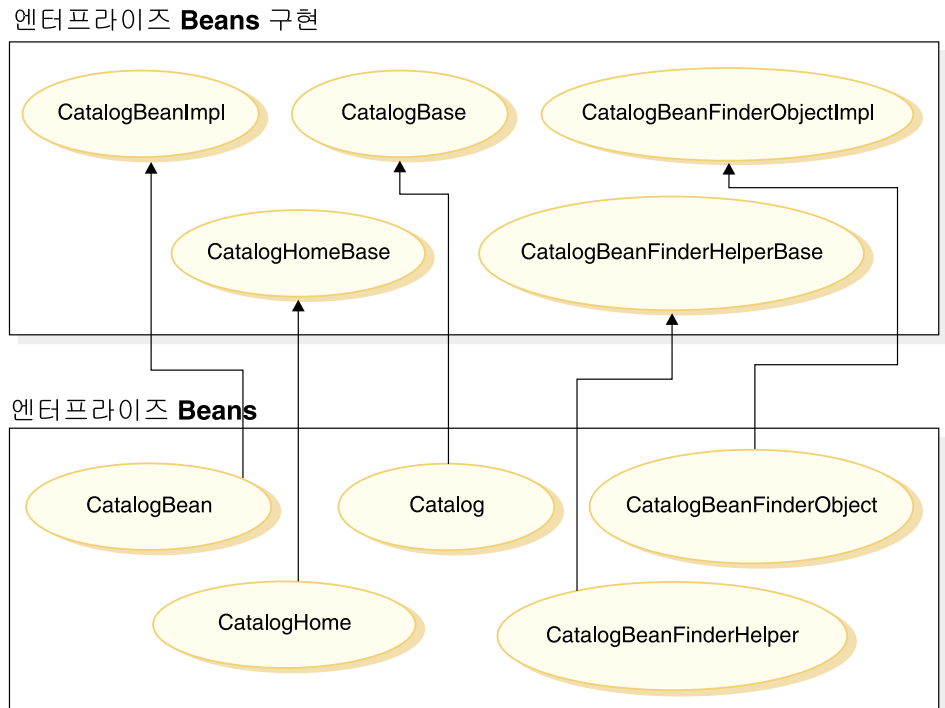 엔터프라이즈 Beans 구현
CatalogBeanImpl
CatalogBase
CatalogBeanFinderObjectImpl
CatalogHomeBase
CatalogBeanFinderHelperBase
엔터프라이즈 Beans
CatalogBean
Catalog
CatalogBeanFinderObject
CatalogHome
CatalogBeanFinderHelper